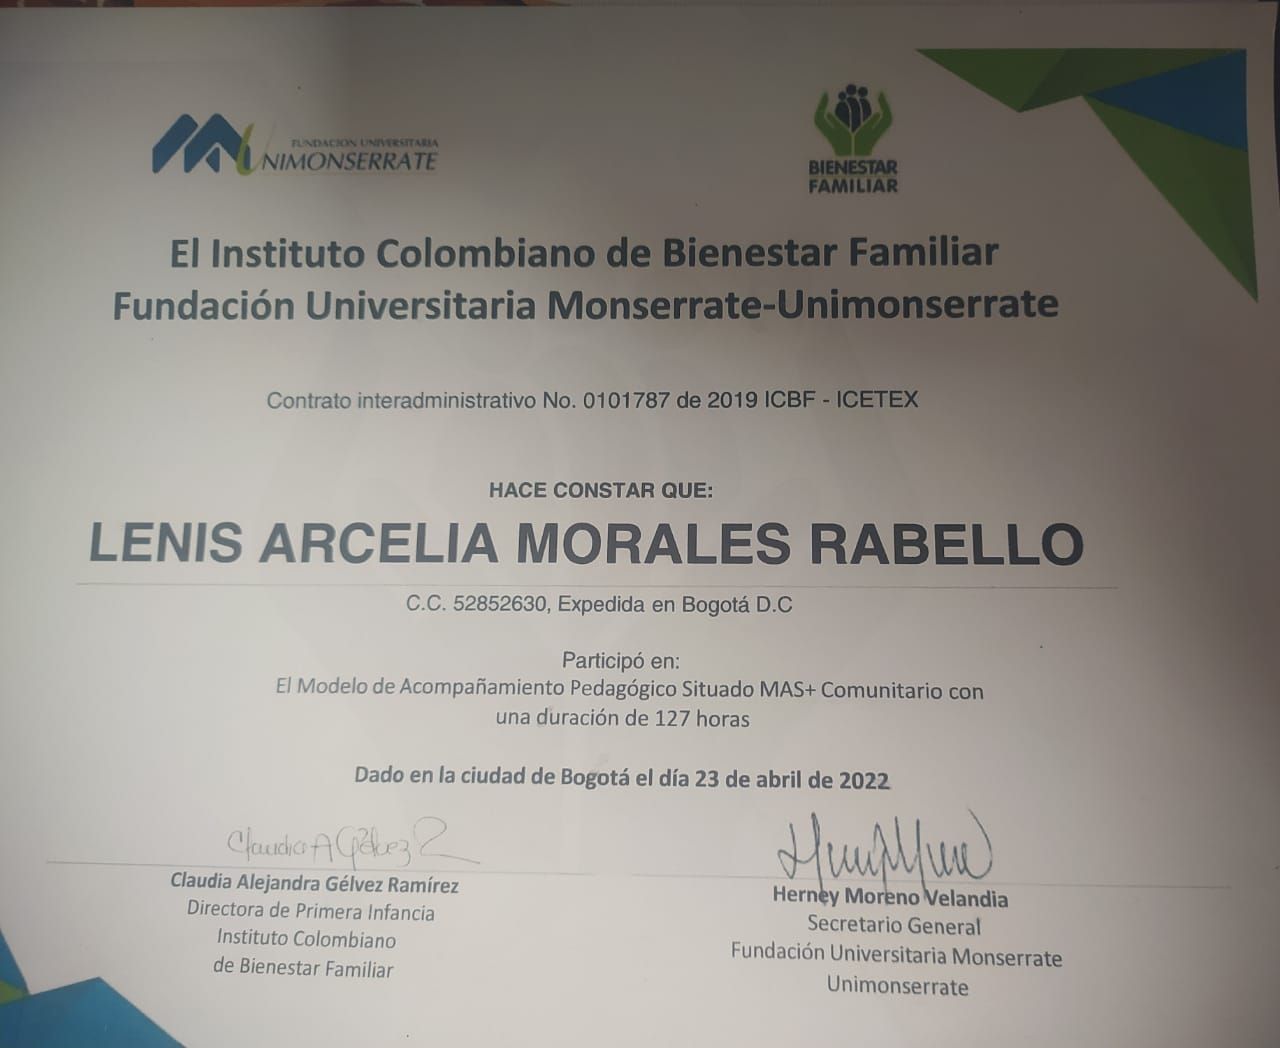 FUNDACIÓN UNIVERSITARIA
UNIMONSERRATE
BIENESTAR
FAMILIAR
El Instituto Colombiano de Bienestar Familiar
Fundación Universitaria Monserrate-Unimonserrate
Contrato interadministrativo No. 0101787 de 2019 ICBF - ICETEX
HACE CONSTAR QUE:
LENIS ARCELIA MORALES RABELLO
C.C. 52852630, Expedida en Bogotá D.C
Participó en:
El Modelo de Acompañamiento Pedagógico Situado MAS+ Comunitario con
una duración de 127 horas
Dado en la ciudad de Bogotá el día 23 de abril de 2022
Claudia A Gélvez R
Claudia Alejandra Gélvez Ramírez
Directora de Primera Infancia
Instituto Colombiano
de Bienestar Familiar
Herney Moreno Velandia
Secretario General
Fundación Universitaria Monserrate
Unimonserrate